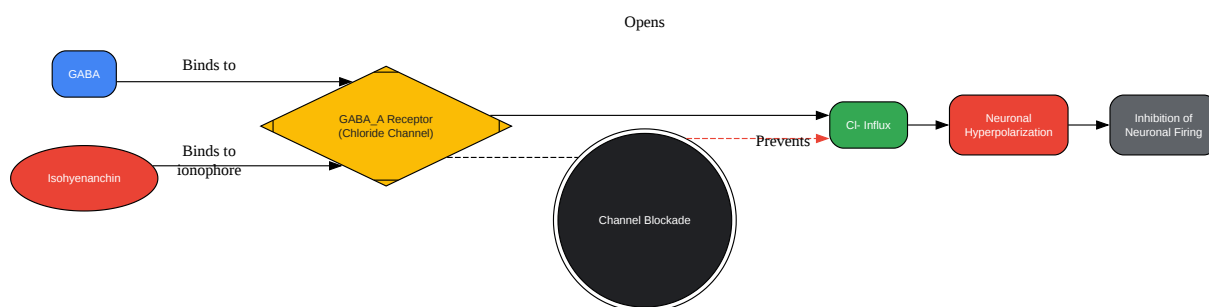 Opens
GABA
Binds to
GABA_A Receptor
(Chloride Channel)
Cl- Influx
Neuronal
Hyperpolarization
Inhibition of
Neuronal Firing
Prevents
Binds to
ionophore
Isohyenanchin
Channel Blockade